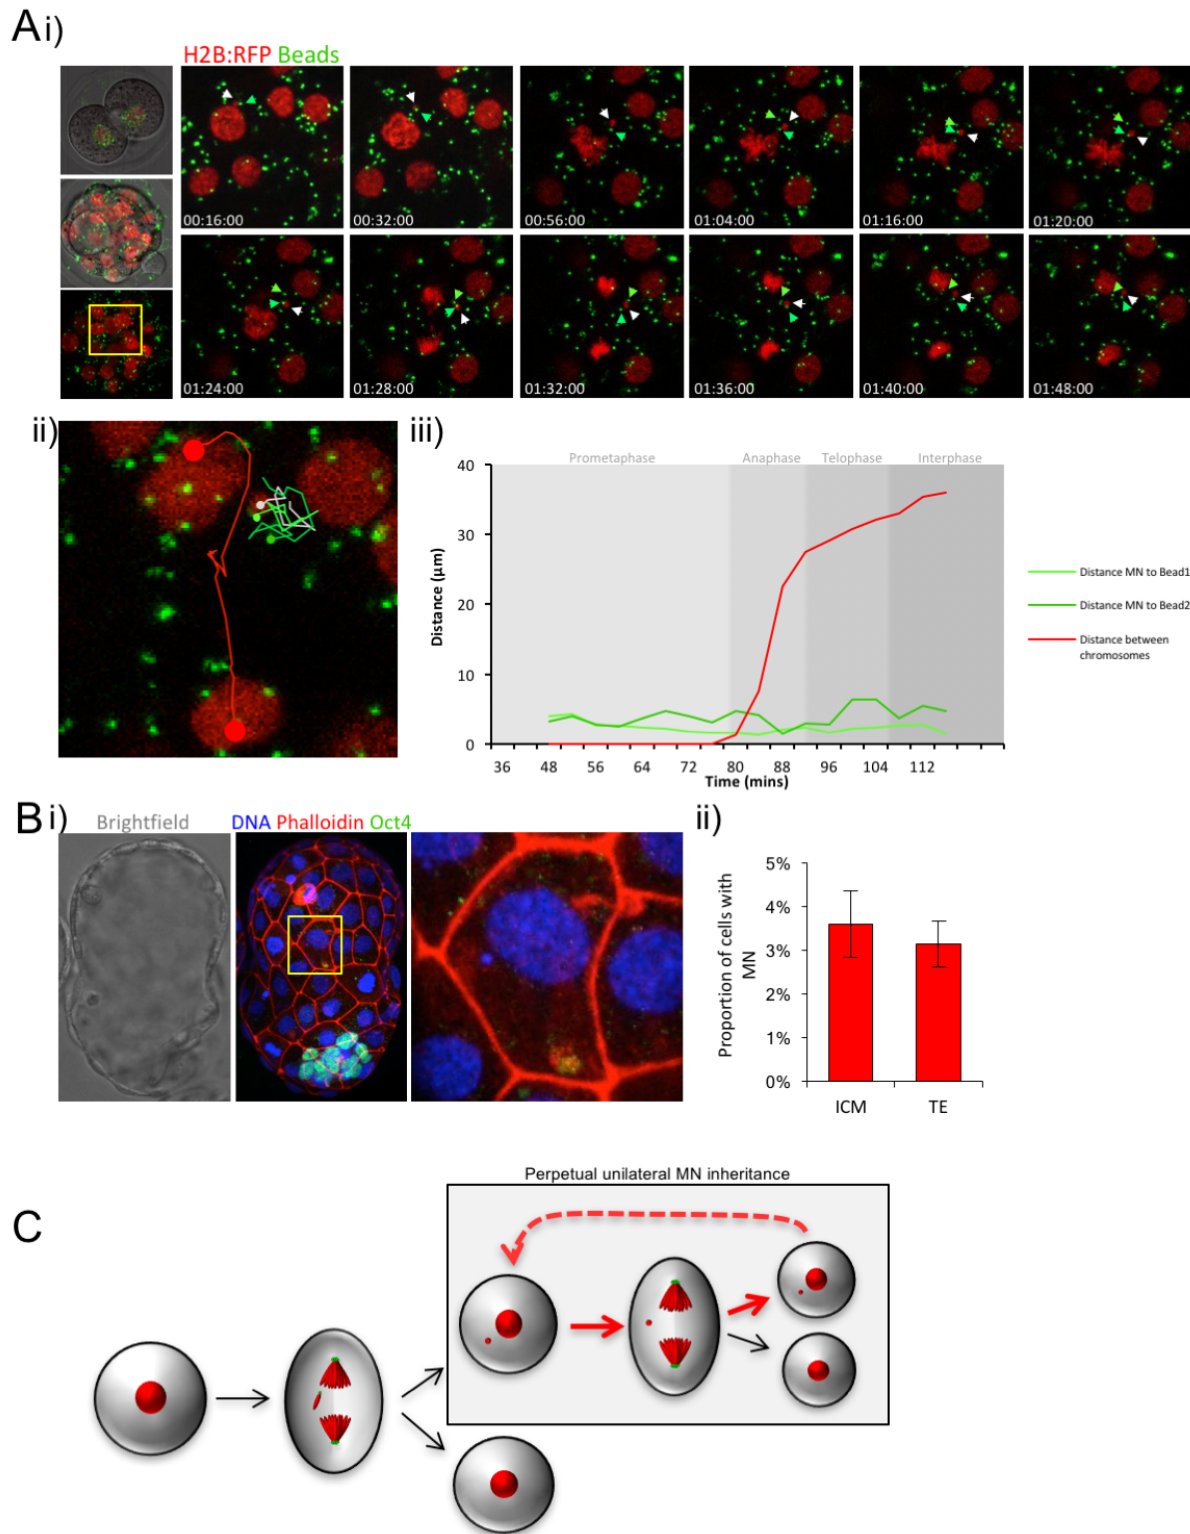 A i)
H2B:RFP Beads
00:16:00
00:32:00
00:56:00
01:04:00
01:16:00
01:20:00
01:24:00
01:28:00
01:32:00
01:36:00
01:40:00
01:48:00
ii)
iii)
Prometaphase
Anaphase
Telophase
Interphase
40
30
20
10
0
Distance (µm)
36
48
56
64
72
80
88
96
104
112
Time (mins)
Distance MN to Bead1
Distance MN to Bead2
Distance between
chromosomes
B i)
Brightfield
DNA Phalloidin Oct4
ii)
5%
4%
3%
2%
1%
0%
Proportion of cells with
MN
ICM
TE
C
Perpetual unilateral MN inheritance